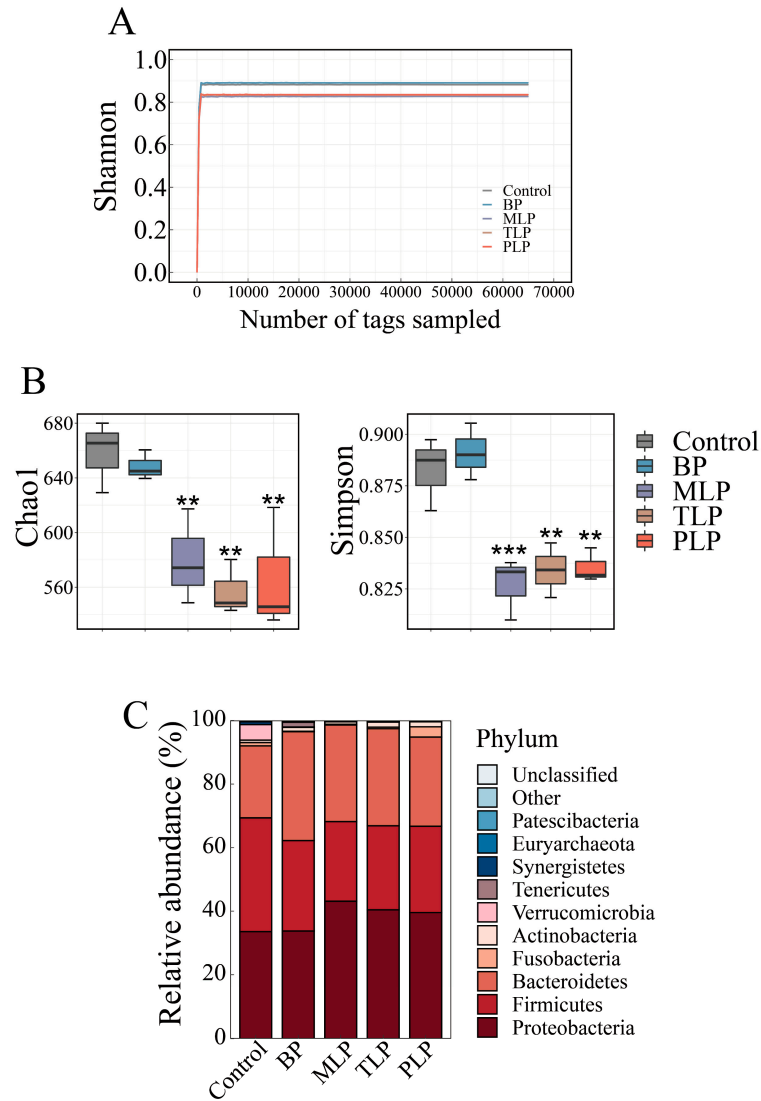 A
Shannon
1.0
0.8
0.6
0.4
0.2
0.0
Control
BP
MLP
TLP
PLP
0 10000 20000 30000 40000 50000 60000 70000
Number of tags sampled
B
Chao1
680
640
600
560
** ** **
Simpson
0.900
0.875
0.850
0.825
*** ** **
Control
BP
MLP
TLP
PLP
C
Relative abundance (%)
100
80
60
40
20
0
Control BP MLP TLP PLP
Phylum
Unclassified
Other
Patescibacteria
Euryarchaeota
Synergistetes
Tenericutes
Verrucomicrobia
Actinobacteria
Fusobacteria
Bacteroidetes
Firmicutes
Proteobacteria